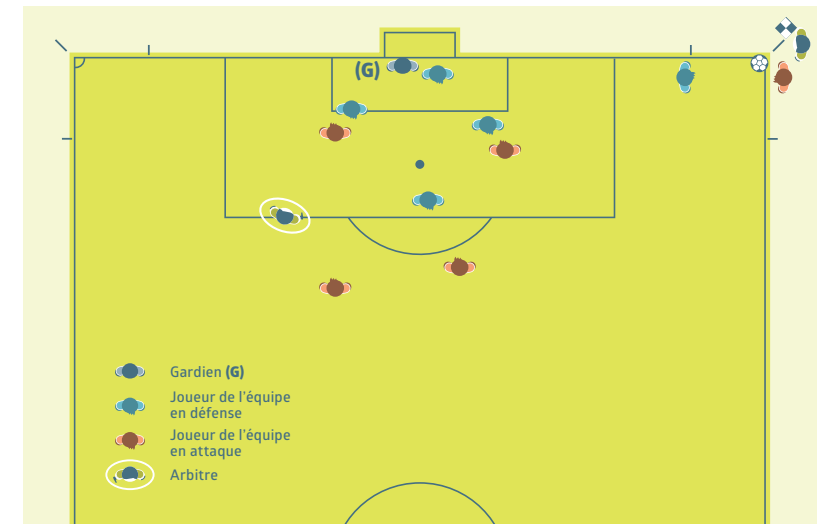 (G)
Gardien (G)
Joueur de l'équipe
en défense
Joueur de l'équipe
en attaque
Arbitre